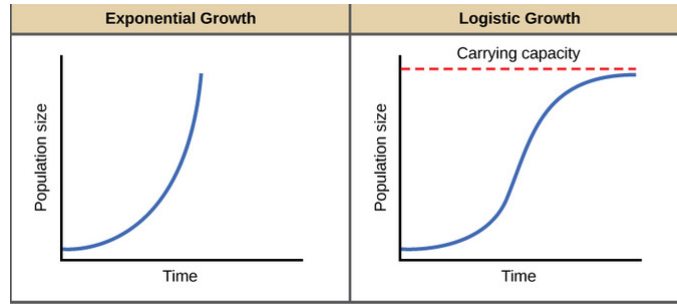 Exponential Growth
Logistic Growth
Population size
Time
Carrying capacity
Population size
Time